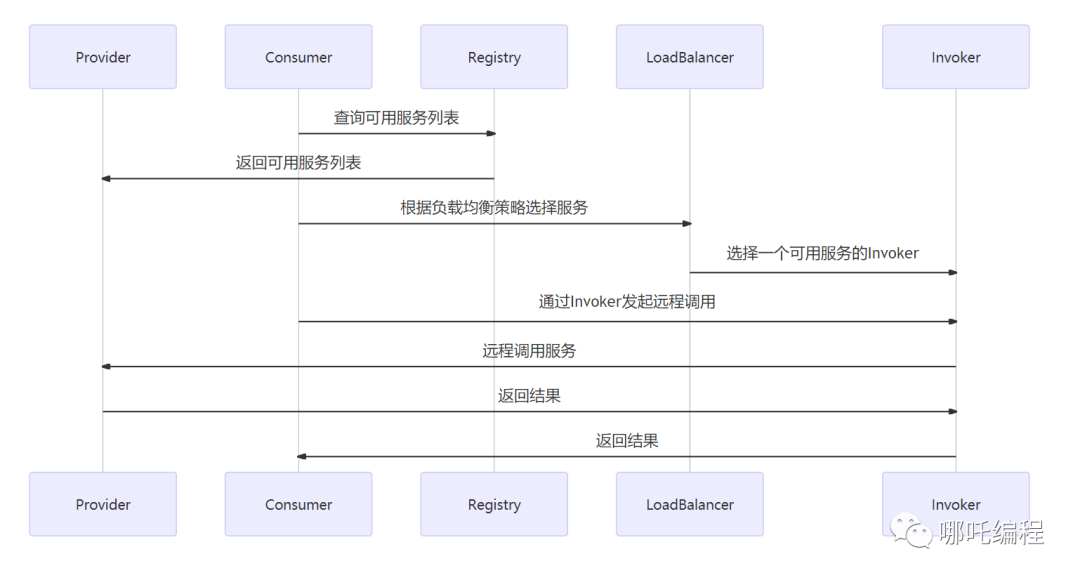 Provider
Consumer
Registry
LoadBalancer
Invoker
查询可用服务列表
返回可用服务列表
根据负载均衡策略选择服务
选择一个可用服务的Invoker
通过Invoker发起远程调用
远程调用服务
返回结果
返回结果
Provider
Consumer
Registry
LoadBalancer
Invoker
哪吒编程